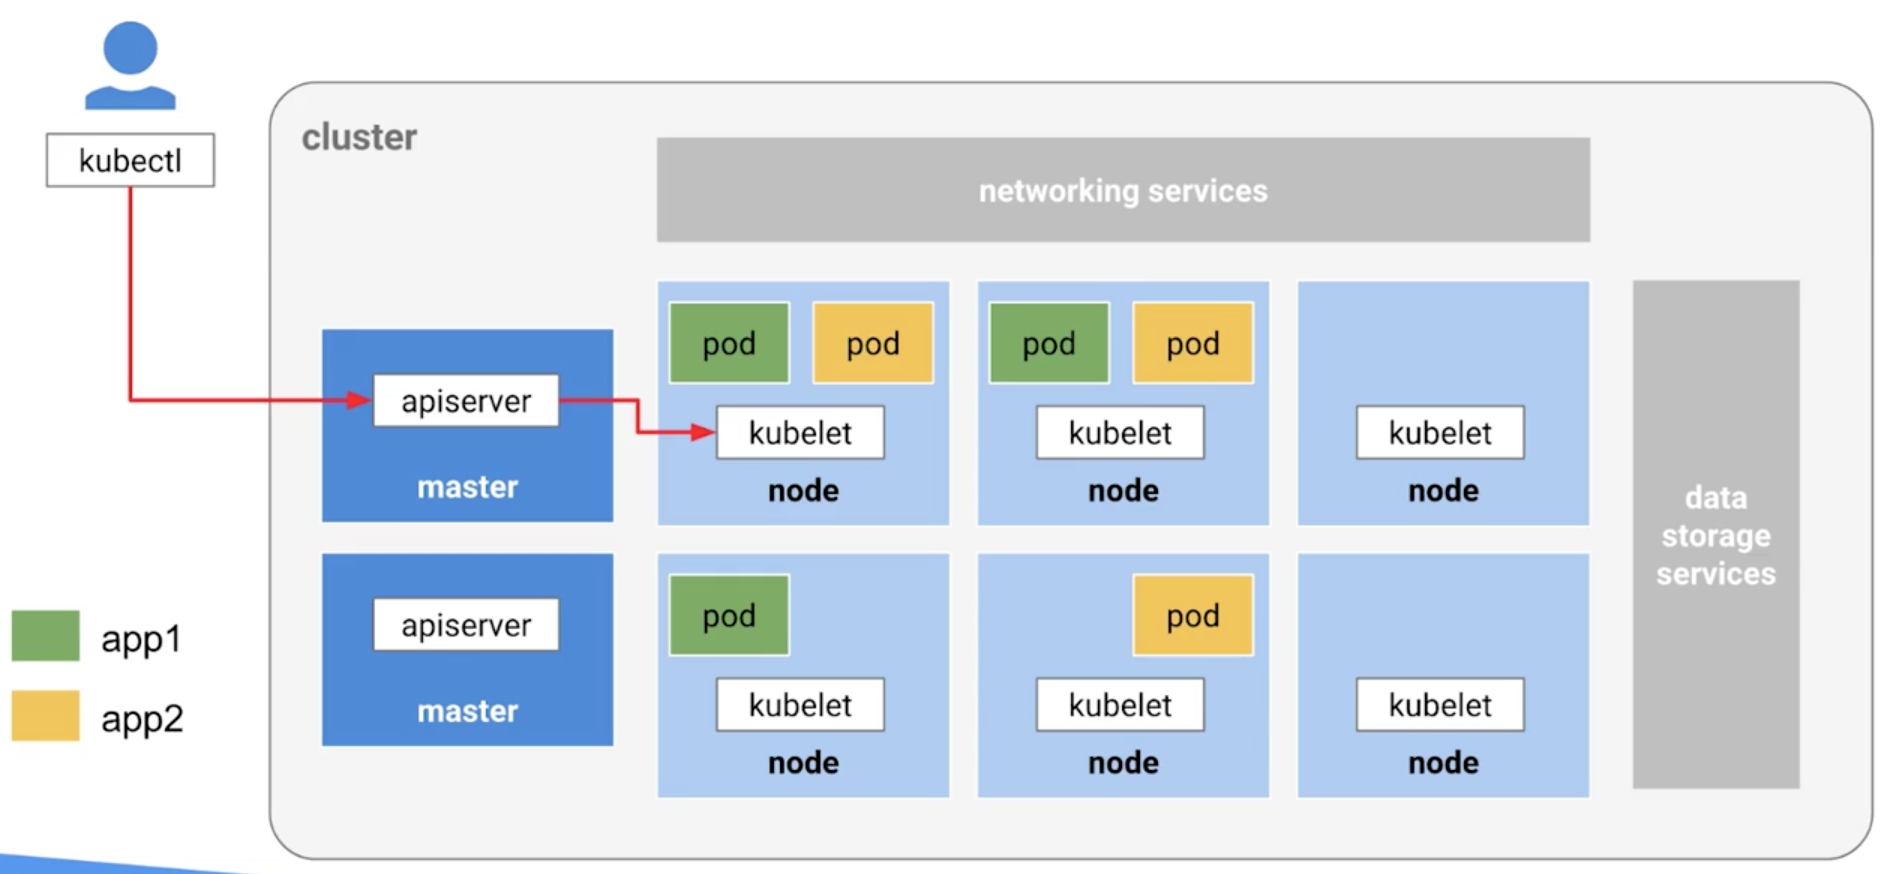 kubectl
cluster
networking services
pod
pod
pod
pod
apiserver
kubelet
kubelet
kubelet
master
node
node
node
data
storage
services
pod
pod
apiserver
kubelet
kubelet
kubelet
master
node
node
node
app1
app2